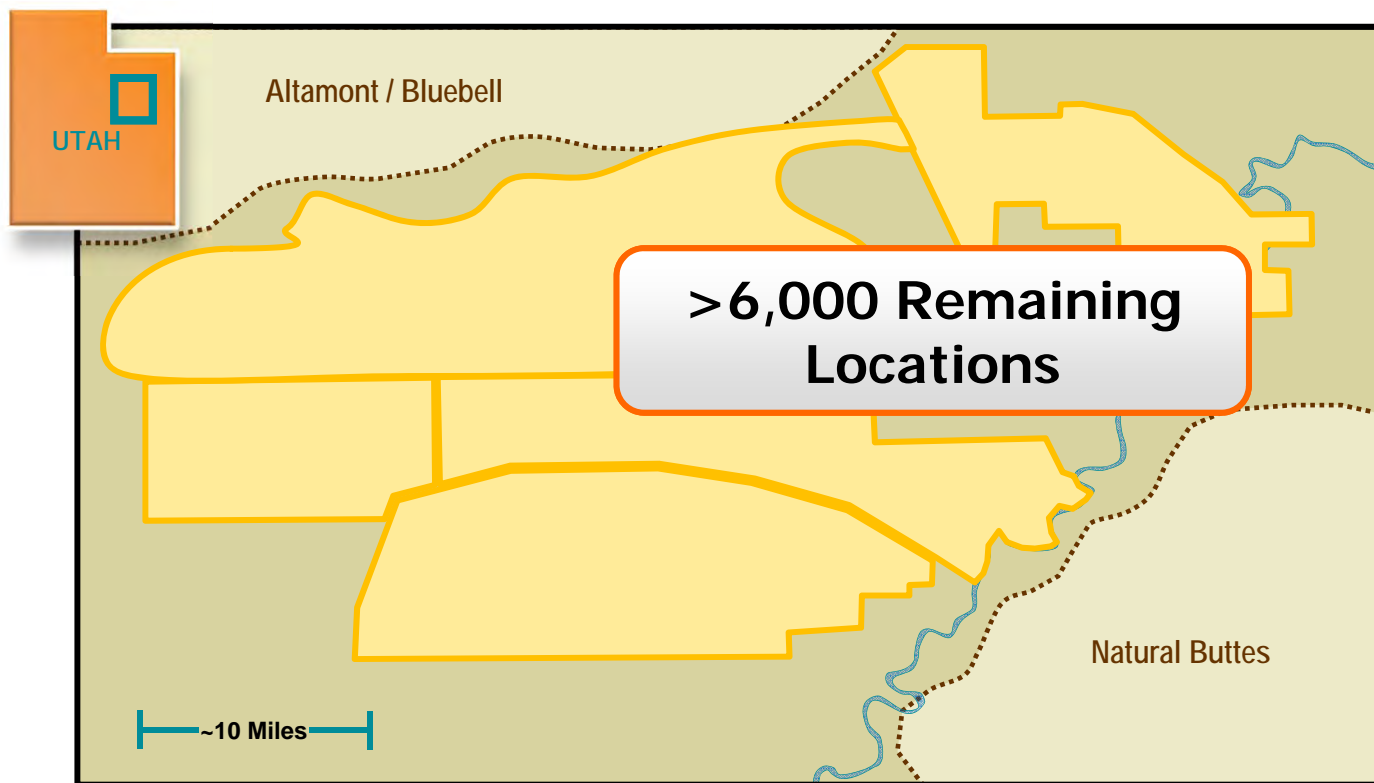 Altamont / Bluebell
UTAH
>6,000 Remaining
Locations
Natural Buttes
~10 Miles